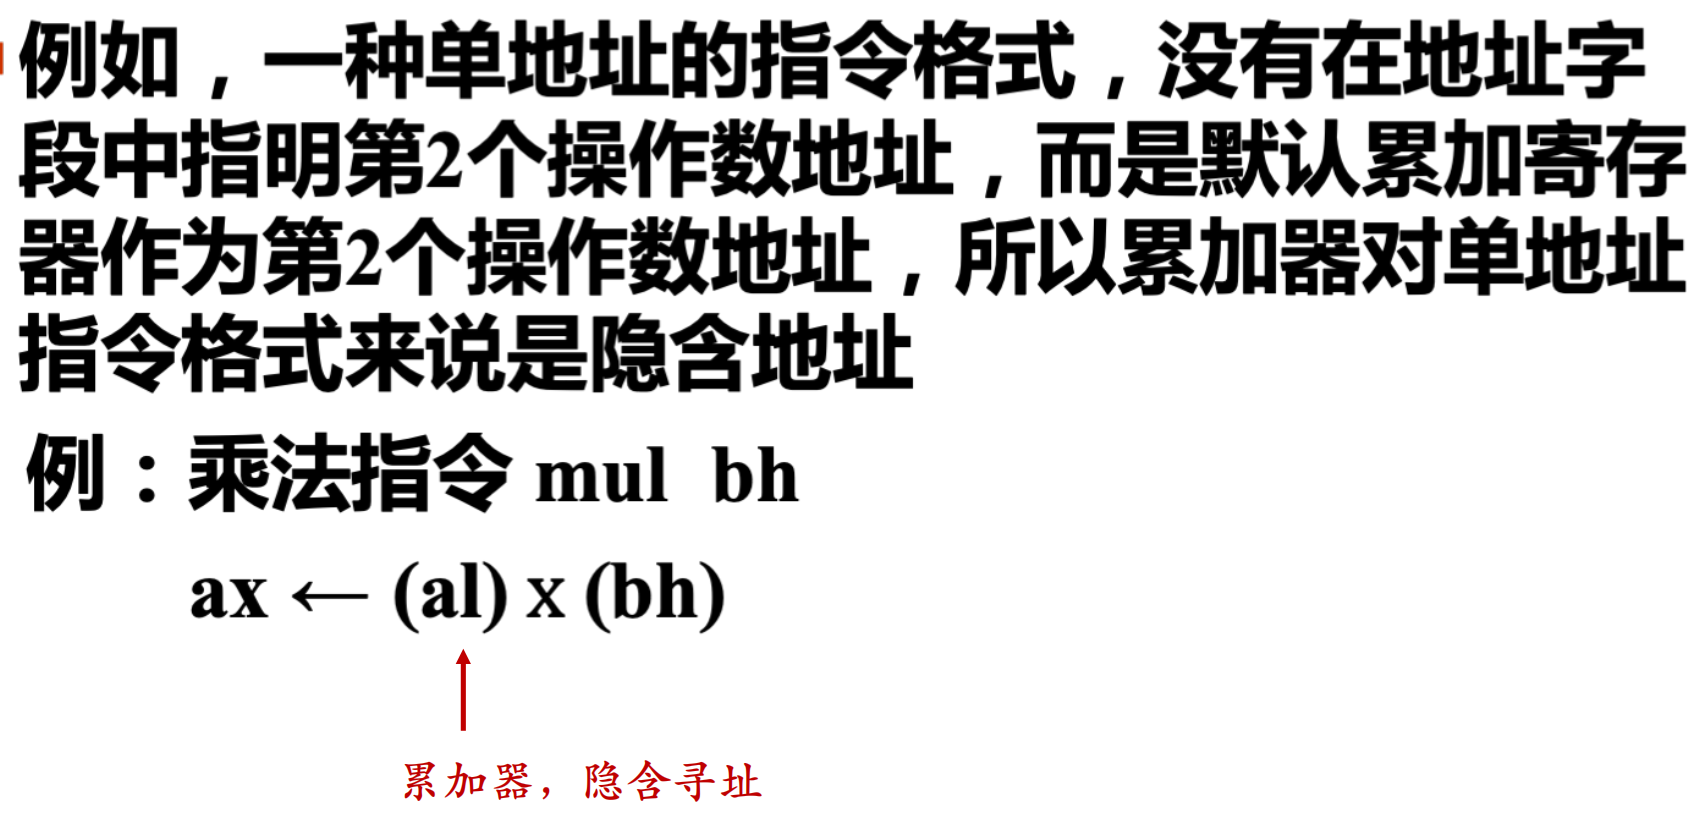 例如，一种单地址的指令格式，没有在地址字
段中指明第2个操作数地址，而是默认累加寄存
器作为第2个操作数地址，所以累加器对单地址
指令格式来说是隐含地址
例：乘法指令 mul bh
ax ← (al) x (bh)
累加器，隐含寻址